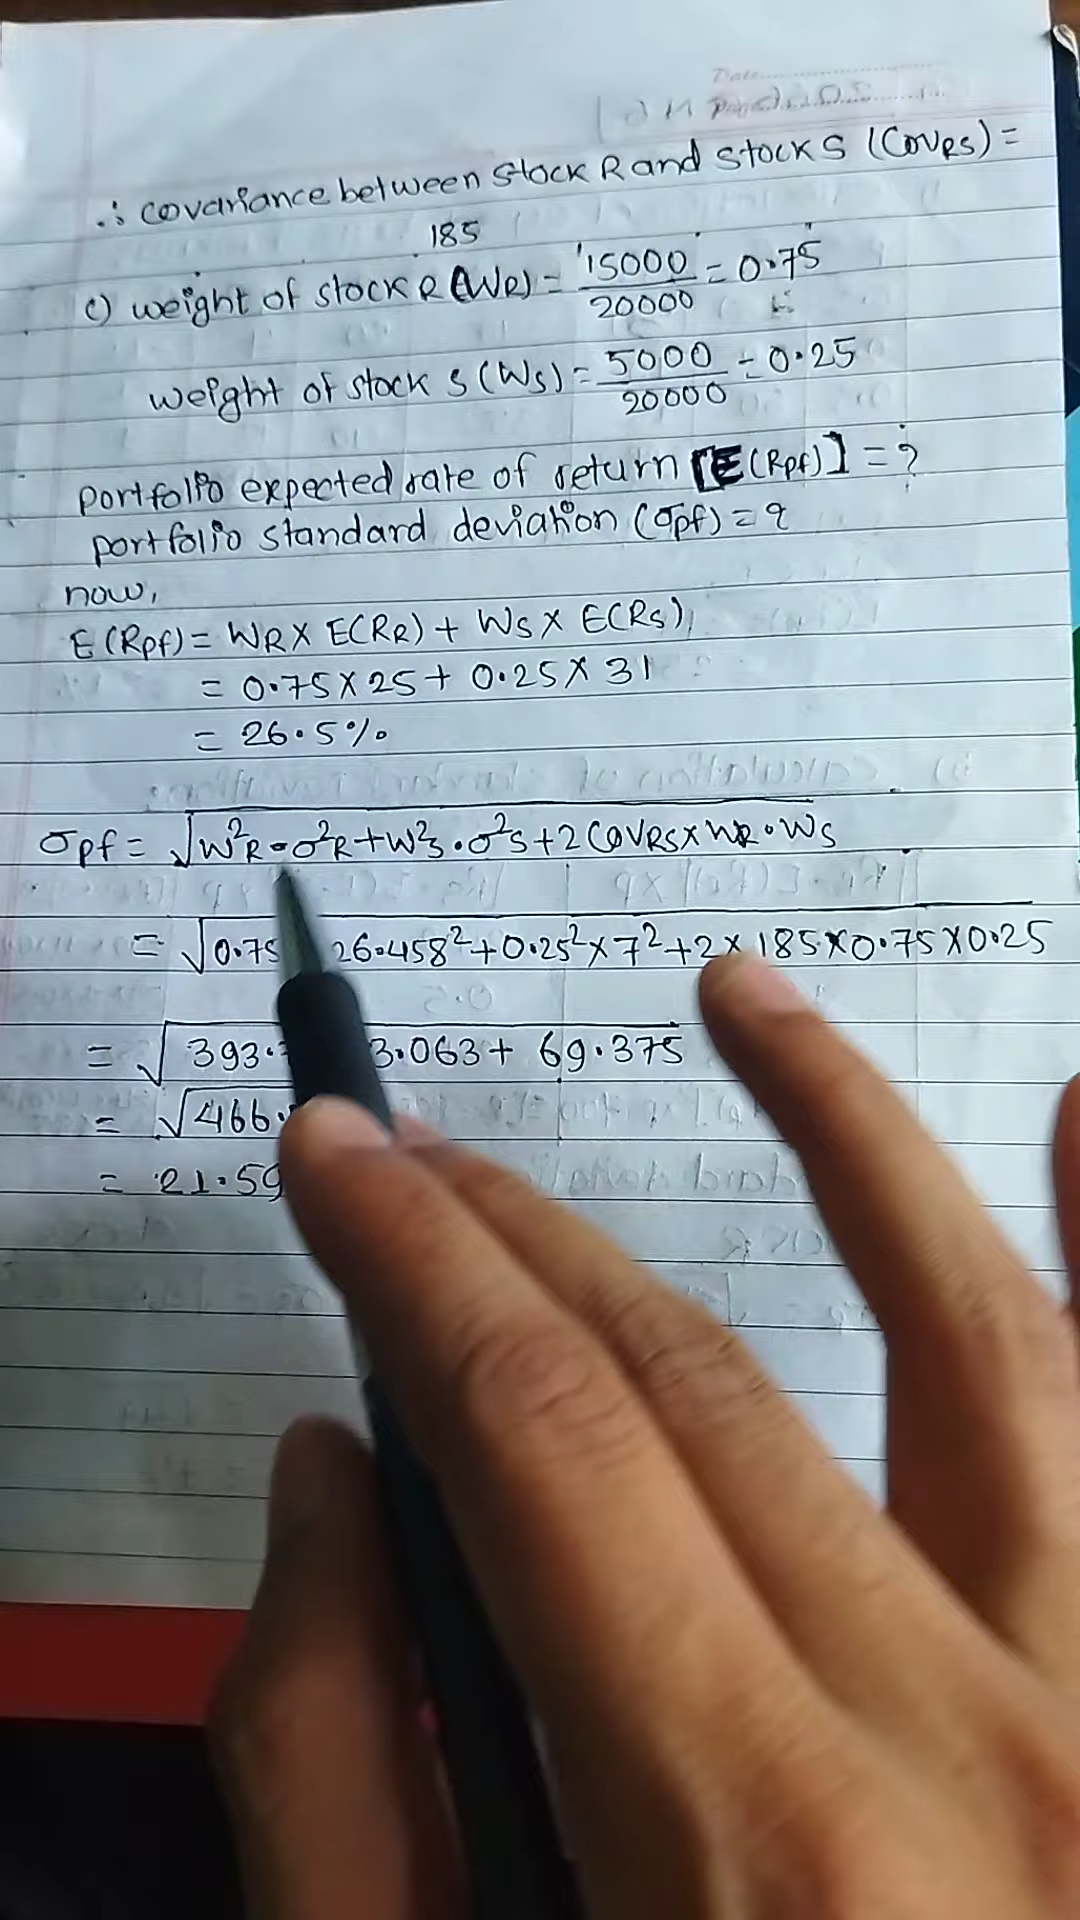 Date
∴ covariance between stock R and stock S (CovRS) =
185
c) weight of stock R (WR) = 15000/20000 = 0.75
weight of stock S (WS) = 5000/20000 = 0.25
portfolio expected rate of return [E(Rpf)] = ?
portfolio standard deviation (σpf) = ?
now,
E(Rpf) = WR X E(RR) + WS X E(RS)
= 0.75 X 25 + 0.25 X 31
= 26.5%
σpf = √W²R • σ²R + W²S • σ²S + 2 COVRS X WR • WS
= √0.75 26.458² + 0.25² X 7² + 2 X 185 X 0.75 X 0.25
= √393. 3.063 + 69.375
= √466.
= 21.59